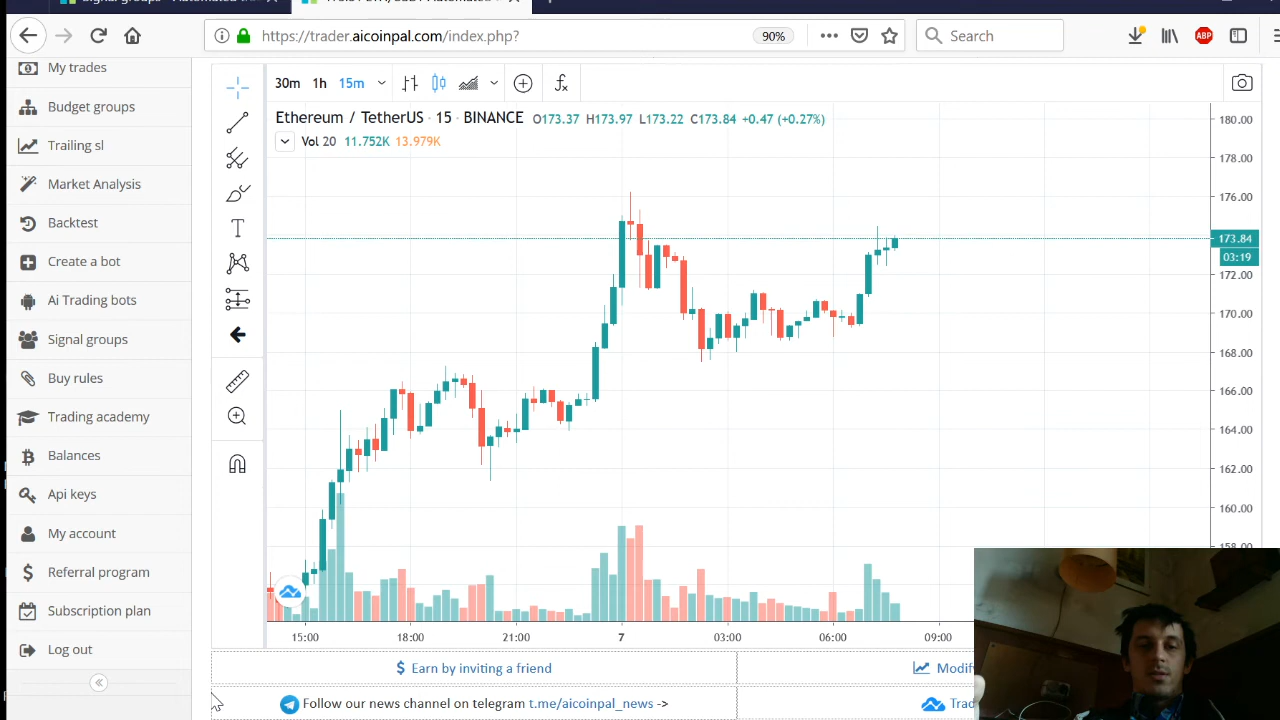 https://trader.aicoinpal.com/index.php?
90%
Search
ABP
My trades
Budget groups
Trailing sl
Market Analysis
Backtest
Create a bot
Ai Trading bots
Signal groups
Buy rules
Trading academy
Balances
Api keys
My account
Referral program
Subscription plan
Log out
30m 1h 15m
Ethereum / TetherUS · 15 · BINANCE O173.37 H173.97 L173.22 C173.84 +0.47 (+0.27%)
Vol 20 11.752K 13.979K
180.00
178.00
176.00
173.84
03:19
172.00
170.00
168.00
166.00
164.00
162.00
160.00
158.00
15:00 18:00 21:00 7 03:00 06:00 09:00
$ Earn by inviting a friend
Modif
Follow our news channel on telegram t.me/aicoinpal_news ->
Trad